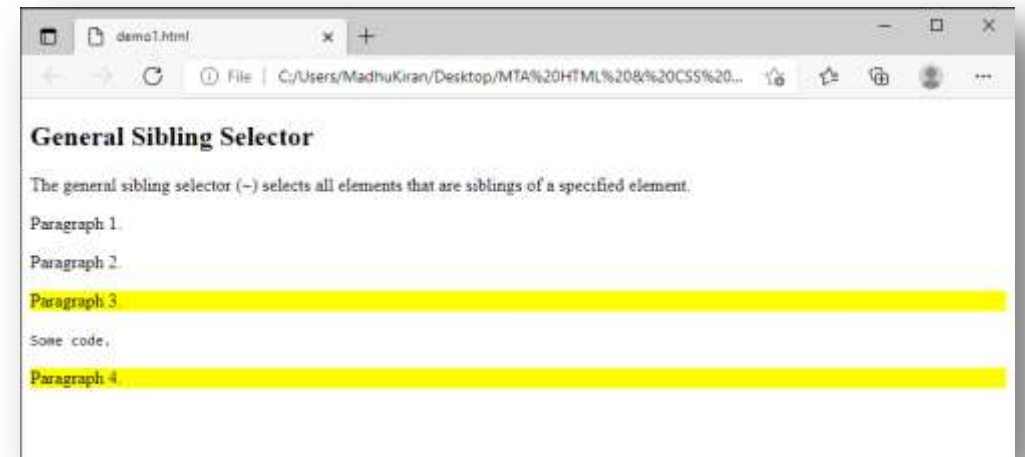 demo1.html
File | C:/Users/MadhuKiran/Desktop/MTA%20HTML%208/%20CSS%20...
General Sibling Selector
The general sibling selector (~) selects all elements that are siblings of a specified element.
Paragraph 1.
Paragraph 2.
Paragraph 3.
Some code.
Paragraph 4.